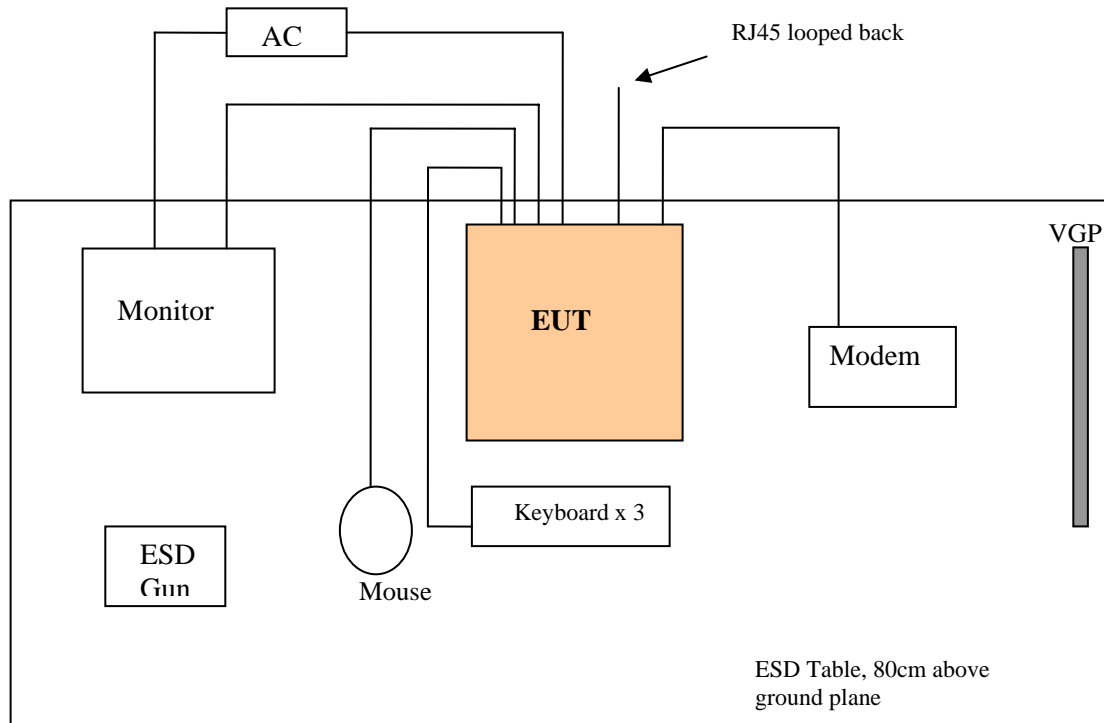 AC
RJ45 looped back
VGP
Monitor
EUT
Modem
Keyboard x 3
ESD
Gun
Mouse
ESD Table, 80cm above
ground plane